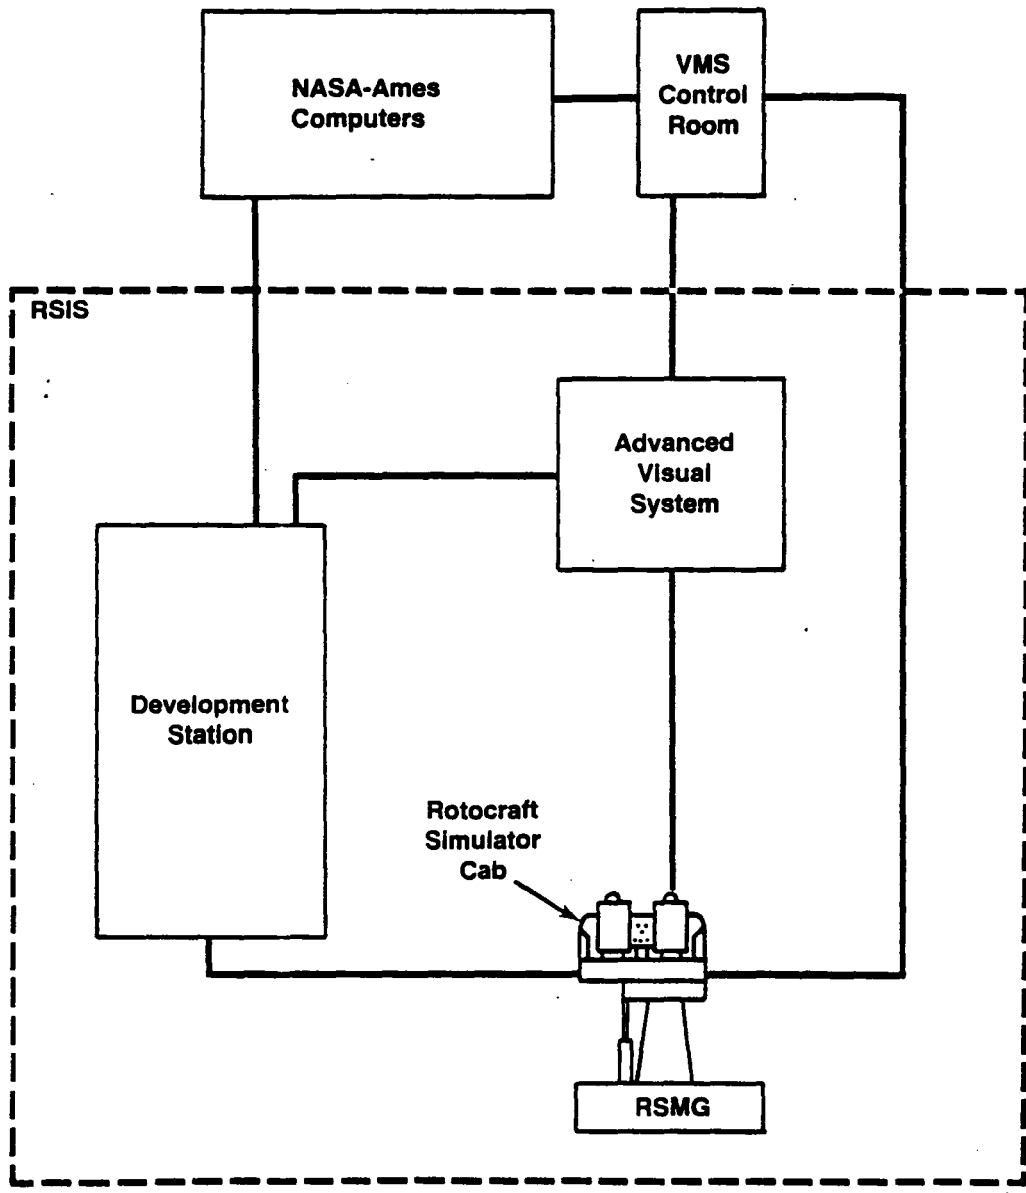 NASA-Ames
Computers
VMS
Control
Room
RSIS
Advanced
Visual
System
Development
Station
Rotocraft
Simulator
Cab
RSMG